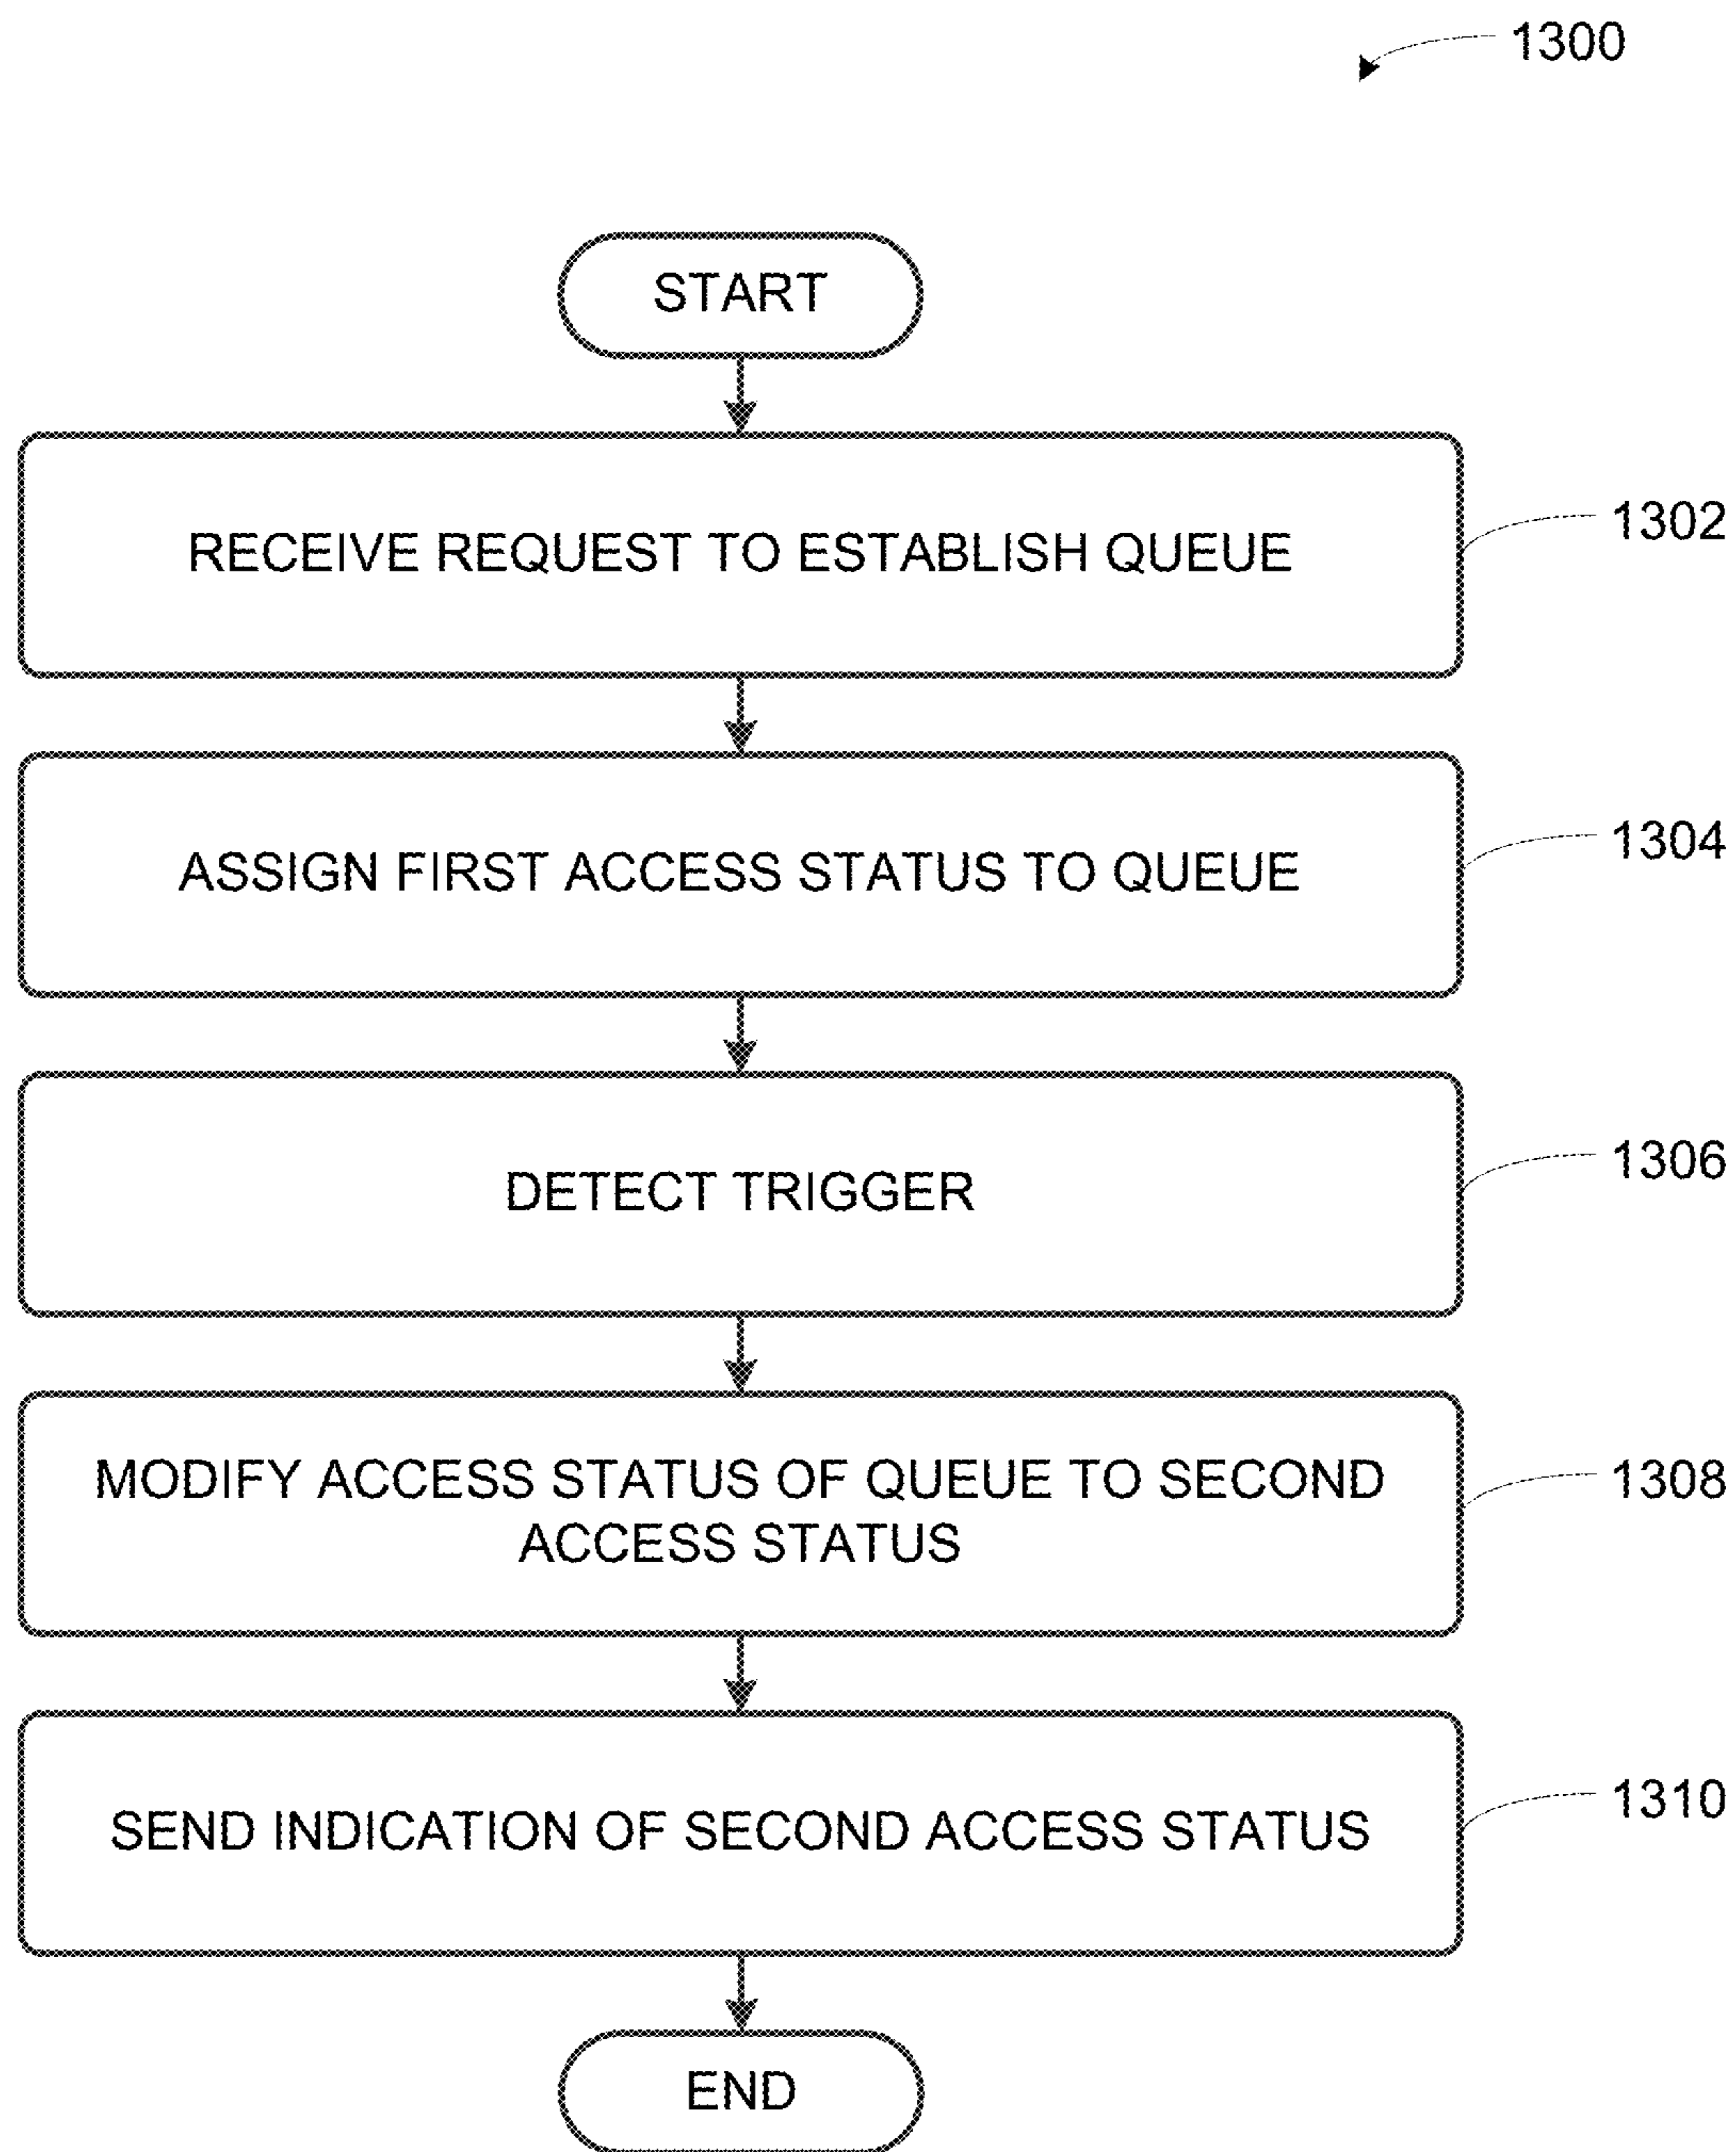 1300
START
RECEIVE REQUEST TO ESTABLISH QUEUE
1302
ASSIGN FIRST ACCESS STATUS TO QUEUE
1304
DETECT TRIGGER
1306
MODIFY ACCESS STATUS OF QUEUE TO SECOND
ACCESS STATUS
1308
SEND INDICATION OF SECOND ACCESS STATUS
1310
END